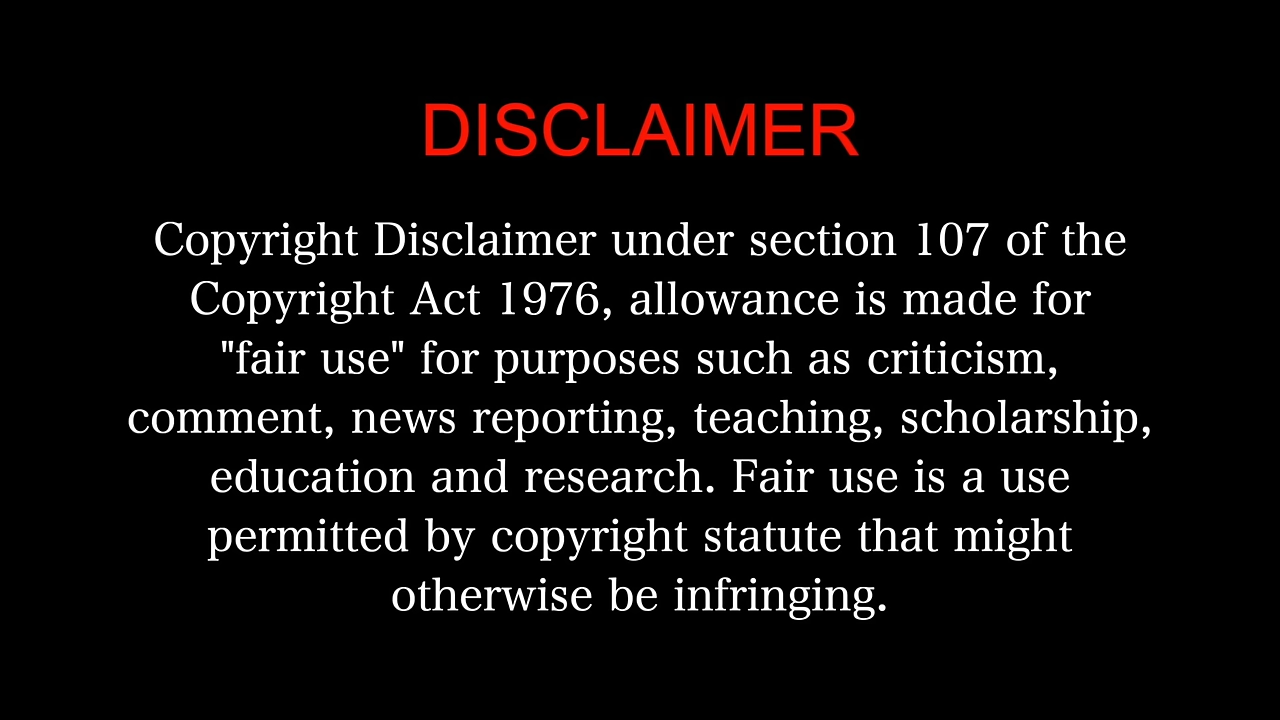 DISCLAIMER
Copyright Disclaimer under section 107 of the
Copyright Act 1976, allowance is made for
"fair use" for purposes such as criticism,
comment, news reporting, teaching, scholarship,
education and research. Fair use is a use
permitted by copyright statute that might
otherwise be infringing.